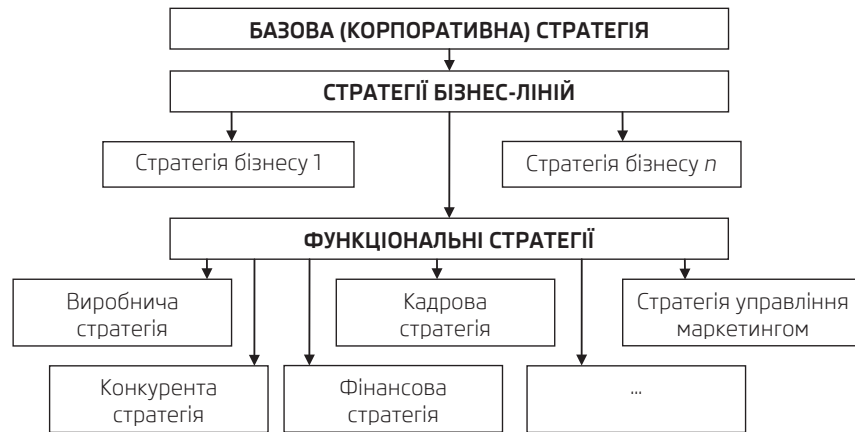 БАЗОВА (КОРПОРАТИВНА) СТРАТЕГІЯ
СТРАТЕГІЇ БІЗНЕС-ЛІНІЙ
Стратегія бізнесу 1
Стратегія бізнесу n
ФУНКЦІОНАЛЬНІ СТРАТЕГІЇ
Виробнича
стратегія
Кадрова
стратегія
Стратегія управління
маркетингом
Конкурента
стратегія
Фінансова
стратегія
...